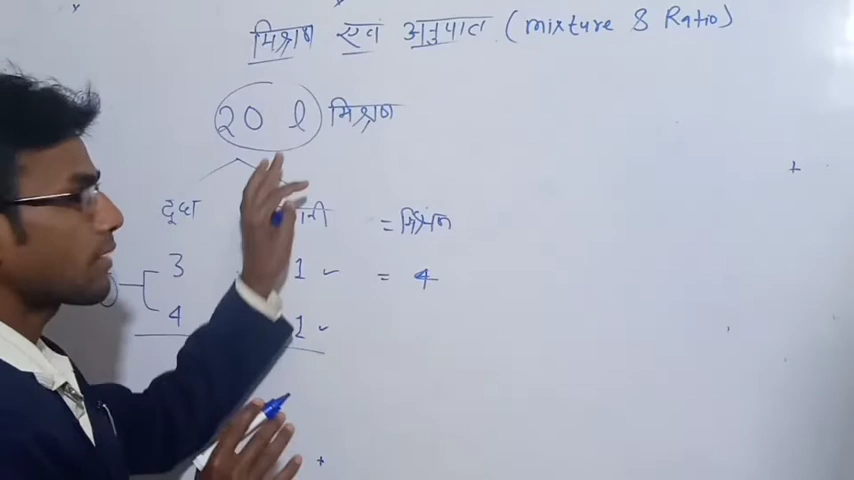 मिश्रण एवं अनुपात (mixture & Ratio)
20 l मिश्रण
दूध = मिश्रण
3 1 ✓ = 4
4 1 ✓